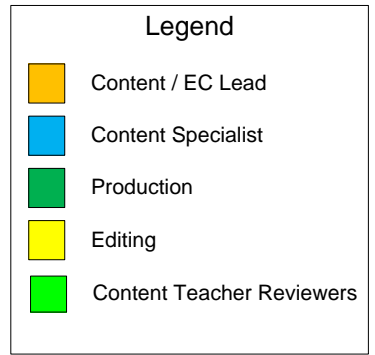 Legend
Content / EC Lead
Content Specialist
Production
Editing
Content Teacher Reviewers